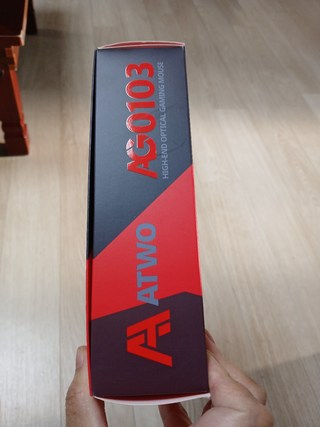 ATWO
AG0103
HIGH-END OPTICAL GAMING MOUSE